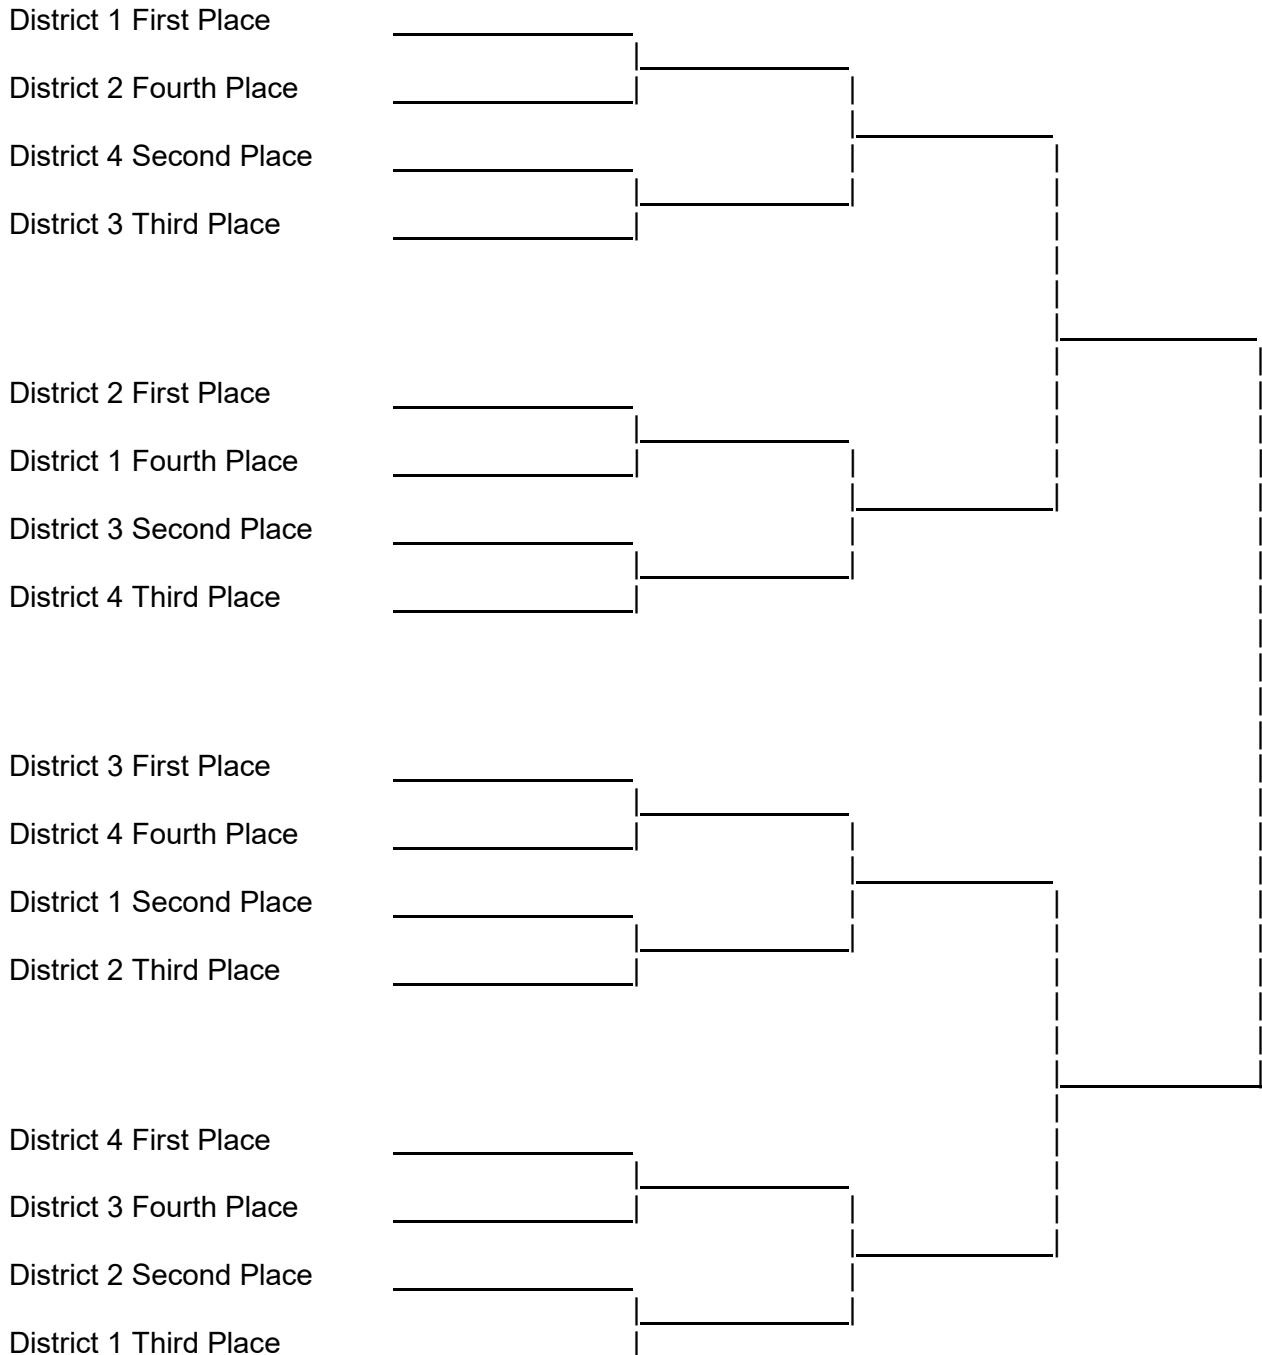 District 1 First Place
District 2 Fourth Place
District 4 Second Place
District 3 Third Place
District 2 First Place
District 1 Fourth Place
District 3 Second Place
District 4 Third Place
District 3 First Place
District 4 Fourth Place
District 1 Second Place
District 2 Third Place
District 4 First Place
District 3 Fourth Place
District 2 Second Place
District 1 Third Place